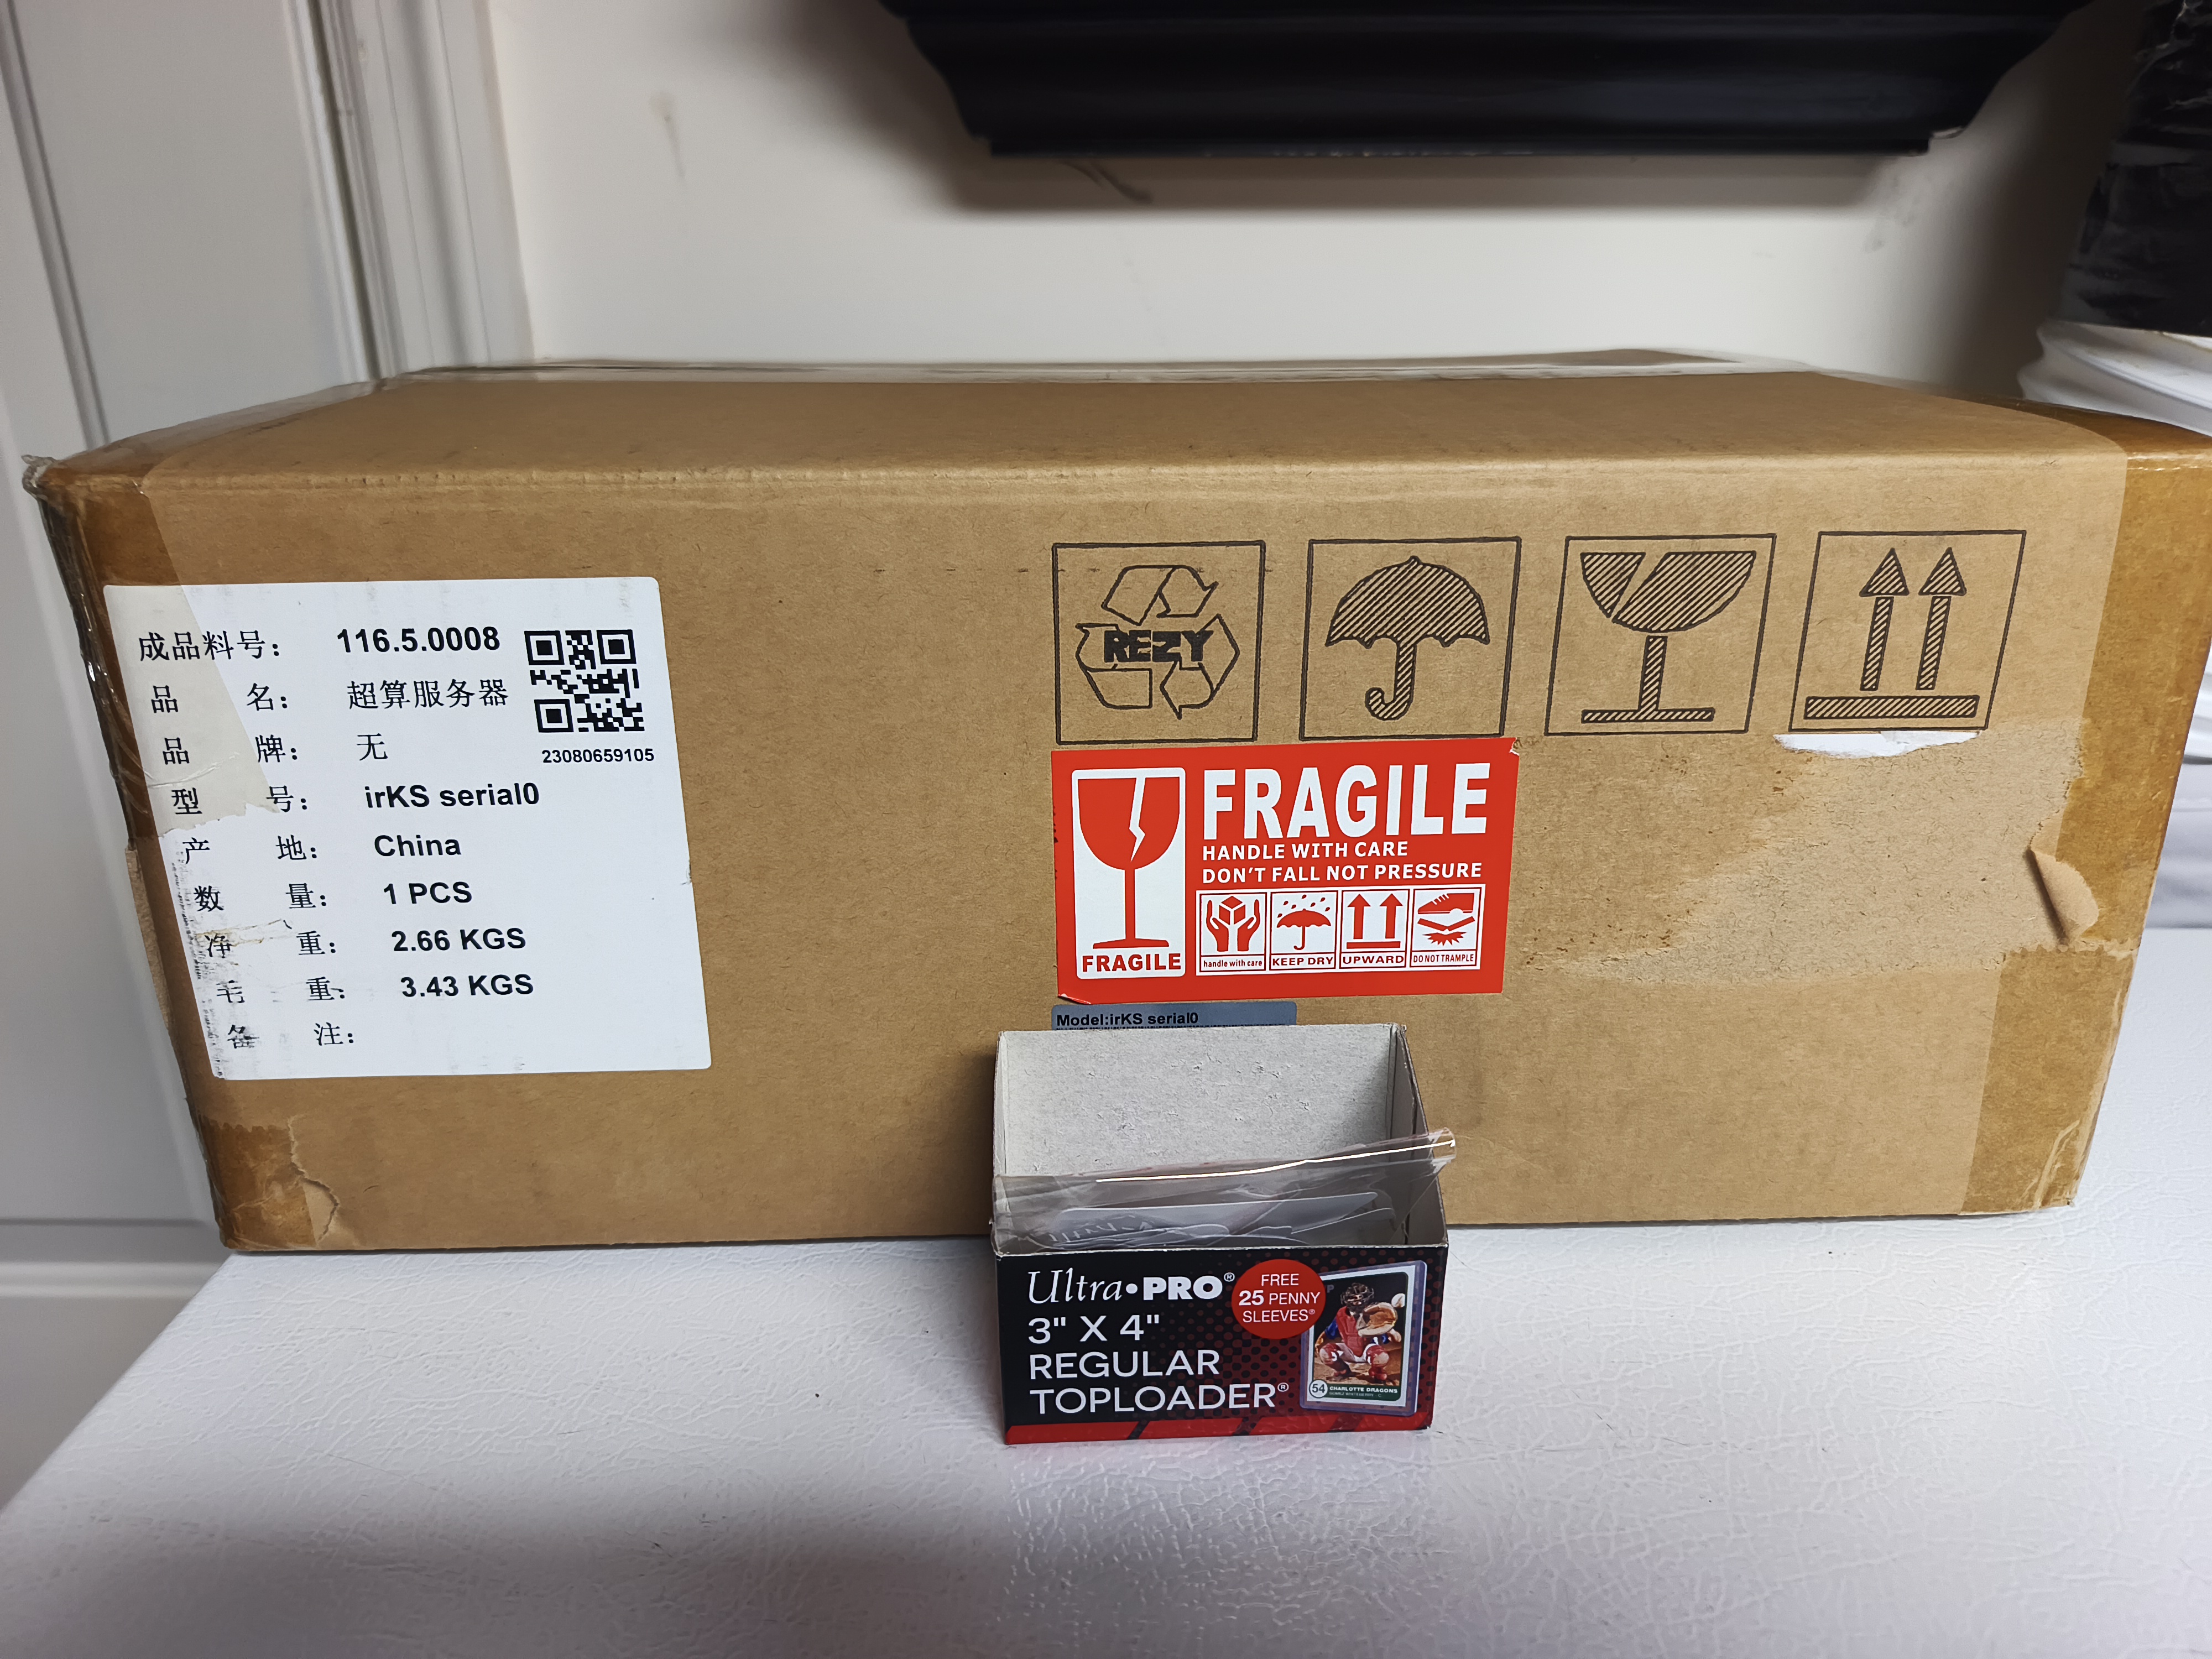 成品料号： 116.5.0008
品 名： 超算服务器
品 牌： 无
23080659105
型 号： irKS serial0
产 地： China
数 量： 1 PCS
净 重： 2.66 KGS
毛 重： 3.43 KGS
备 注：
REZY
FRAGILE
HANDLE WITH CARE
DON'T FALL NOT PRESSURE
FRAGILE
handle with care
KEEP DRY
UPWARD
DO NOT TRAMPLE
Model:irKS serial0
Ultra•PRO®
3" X 4"
REGULAR
TOPLOADER®
FREE
25 PENNY
SLEEVES®
54
CHARLOTTE DRAGONS